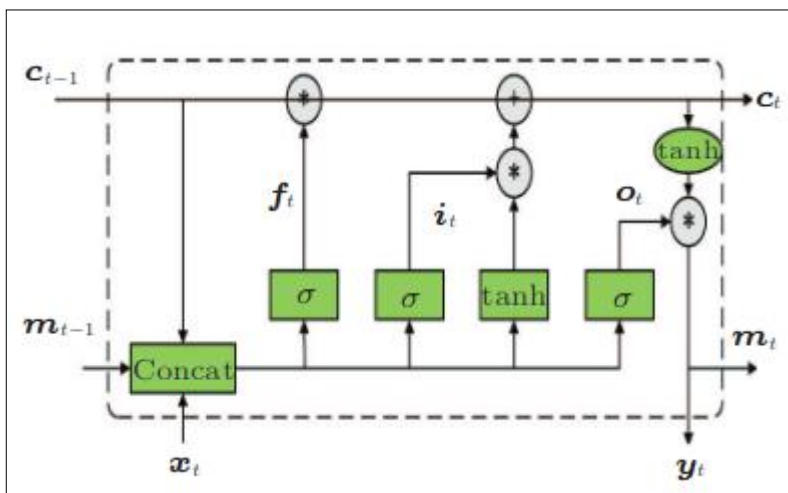 c_{t-1}
c_t
*
+
tanh
*
f_t
i_t
o_t
*
σ
σ
tanh
σ
m_{t-1}
m_t
Concat
x_t
y_t